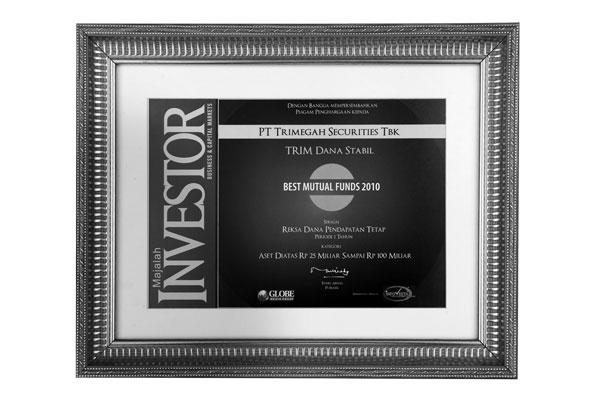 Majalah
INVESTOR
BUSINESS & CAPITAL MARKETS
DENGAN BANGGA MEMPERSEMBAHKAN
PIAGAM PENGHARGAAN KEPADA
PT TRIMEGAH SECURITIES TBK
TRIM DANA STABIL
BEST MUTUAL FUNDS 2010
SEBAGAI
REKSA DANA PENDAPATAN TETAP
PERIODE 1 TAHUN
KATEGORI
ASET DIATAS RP 25 MILIAR SAMPAI RP 100 MILIAR
GLOBE